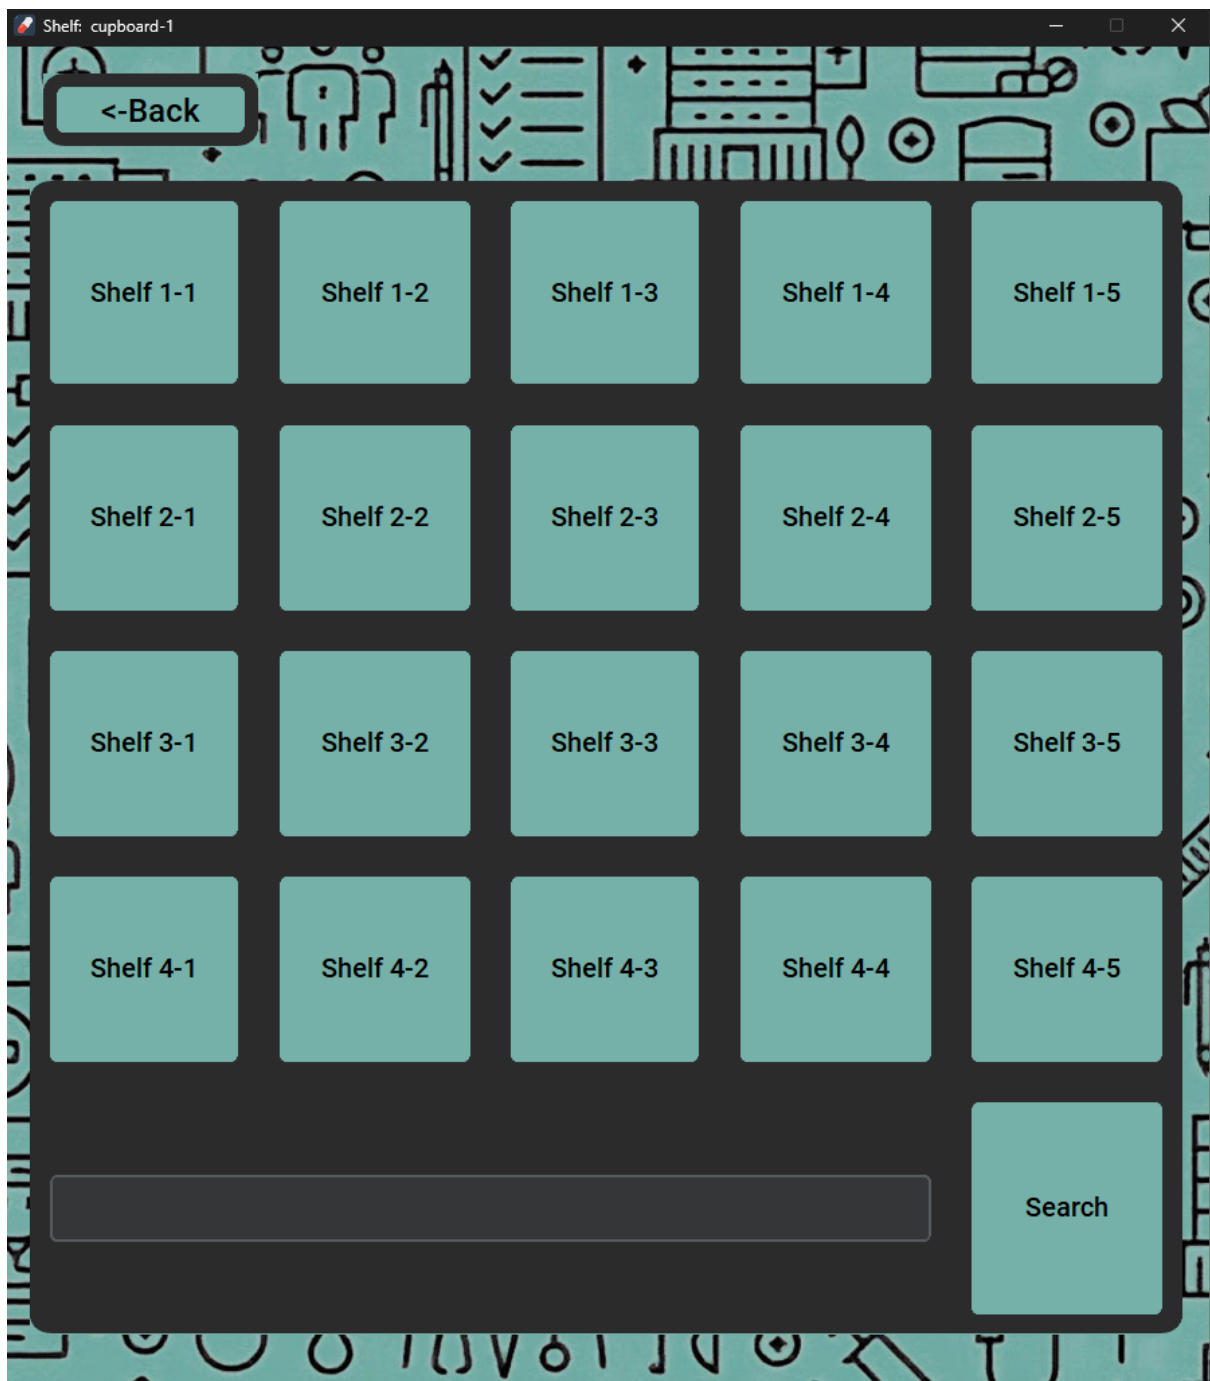 Shelf: cupboard-1
<-Back
Shelf 1-1 Shelf 1-2 Shelf 1-3 Shelf 1-4 Shelf 1-5
Shelf 2-1 Shelf 2-2 Shelf 2-3 Shelf 2-4 Shelf 2-5
Shelf 3-1 Shelf 3-2 Shelf 3-3 Shelf 3-4 Shelf 3-5
Shelf 4-1 Shelf 4-2 Shelf 4-3 Shelf 4-4 Shelf 4-5
Search